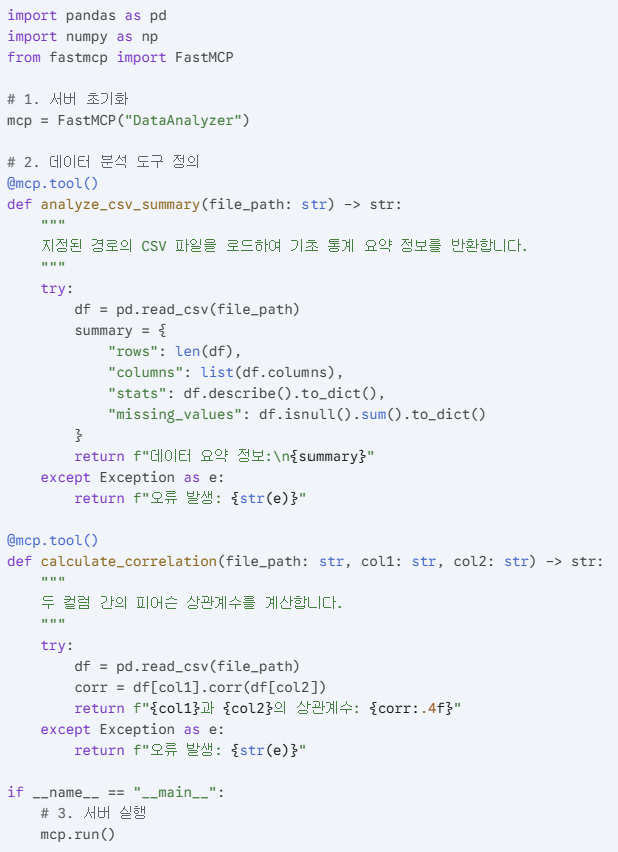 import pandas as pd
import numpy as np
from fastmcp import FastMCP

# 1. 서버 초기화
mcp = FastMCP("DataAnalyzer")

# 2. 데이터 분석 도구 정의
@mcp.tool()
def analyze_csv_summary(file_path: str) -> str:
    """
    지정된 경로의 CSV 파일을 로드하여 기초 통계 요약 정보를 반환합니다.
    """
    try:
        df = pd.read_csv(file_path)
        summary = {
            "rows": len(df),
            "columns": list(df.columns),
            "stats": df.describe().to_dict(),
            "missing_values": df.isnull().sum().to_dict()
        }
        return f"데이터 요약 정보:\n{summary}"
    except Exception as e:
        return f"오류 발생: {str(e)}"

@mcp.tool()
def calculate_correlation(file_path: str, col1: str, col2: str) -> str:
    """
    두 컬럼 간의 피어슨 상관계수를 계산합니다.
    """
    try:
        df = pd.read_csv(file_path)
        corr = df[col1].corr(df[col2])
        return f"{col1}과 {col2}의 상관계수: {corr:.4f}"
    except Exception as e:
        return f"오류 발생: {str(e)}"

if __name__ == "__main__":
    # 3. 서버 실행
    mcp.run()